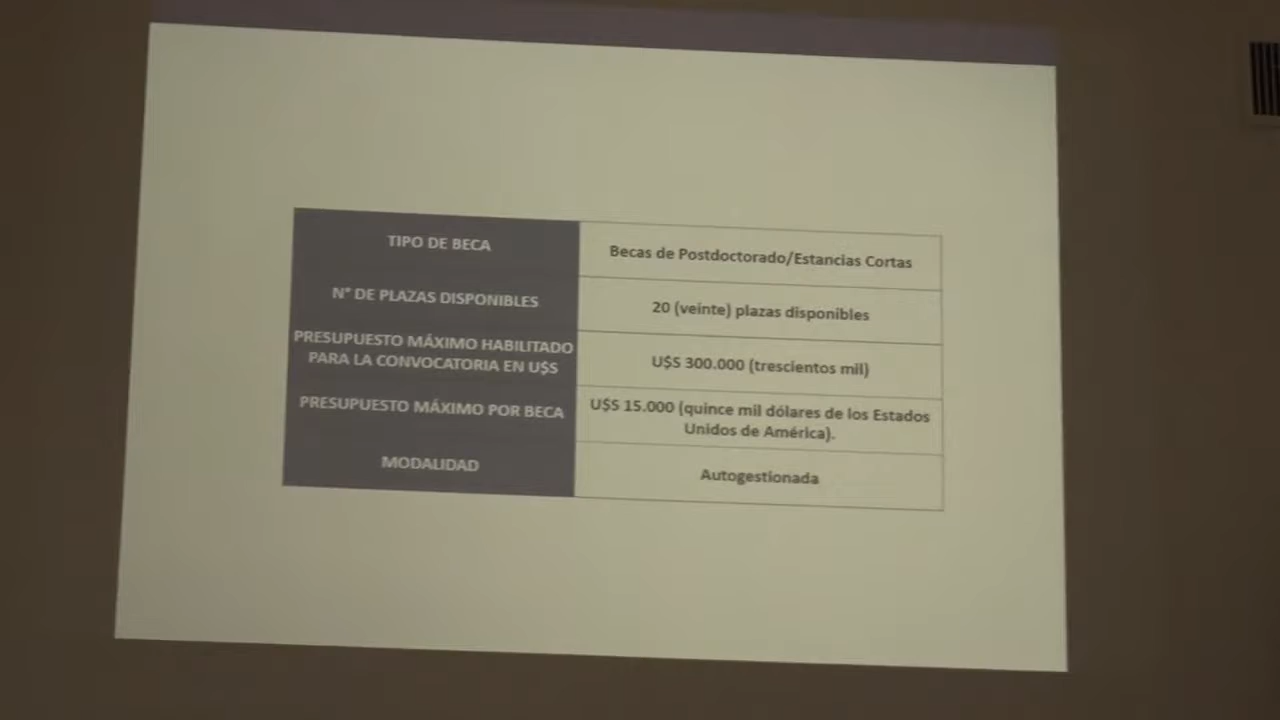 TIPO DE BECA
Becas de Postdoctorado/Estancias Cortas
N° DE PLAZAS DISPONIBLES
20 (veinte) plazas disponibles
PRESUPUESTO MÁXIMO HABILITADO
PARA LA CONVOCATORIA EN U$S
U$S 300.000 (trescientos mil)
PRESUPUESTO MÁXIMO POR BECA
U$S 15.000 (quince mil dólares de los Estados
Unidos de América).
MODALIDAD
Autogestionada